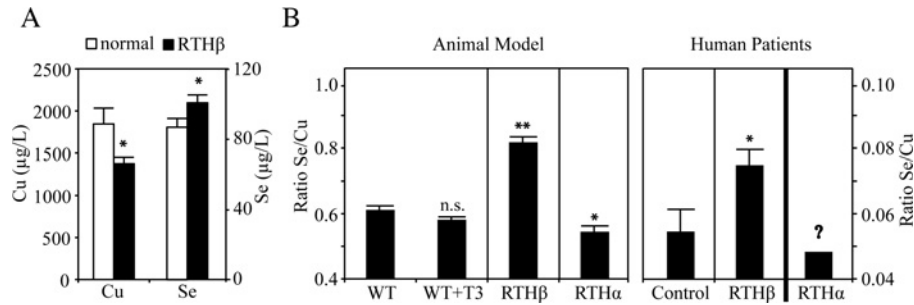 A
normal RTHβ
2500
2000
1500
1000
500
0
Cu (µg/L)
120
80
40
0
Se (µg/L)
*
*
Cu Se
B
Animal Model Human Patients
1.0
0.8
0.6
0.4
Ratio Se/Cu
n.s.
**
*
*
?
WT WT+T3 RTHβ RTHα
Control RTHβ RTHα
0.10
0.08
0.06
0.04
Ratio Se/Cu